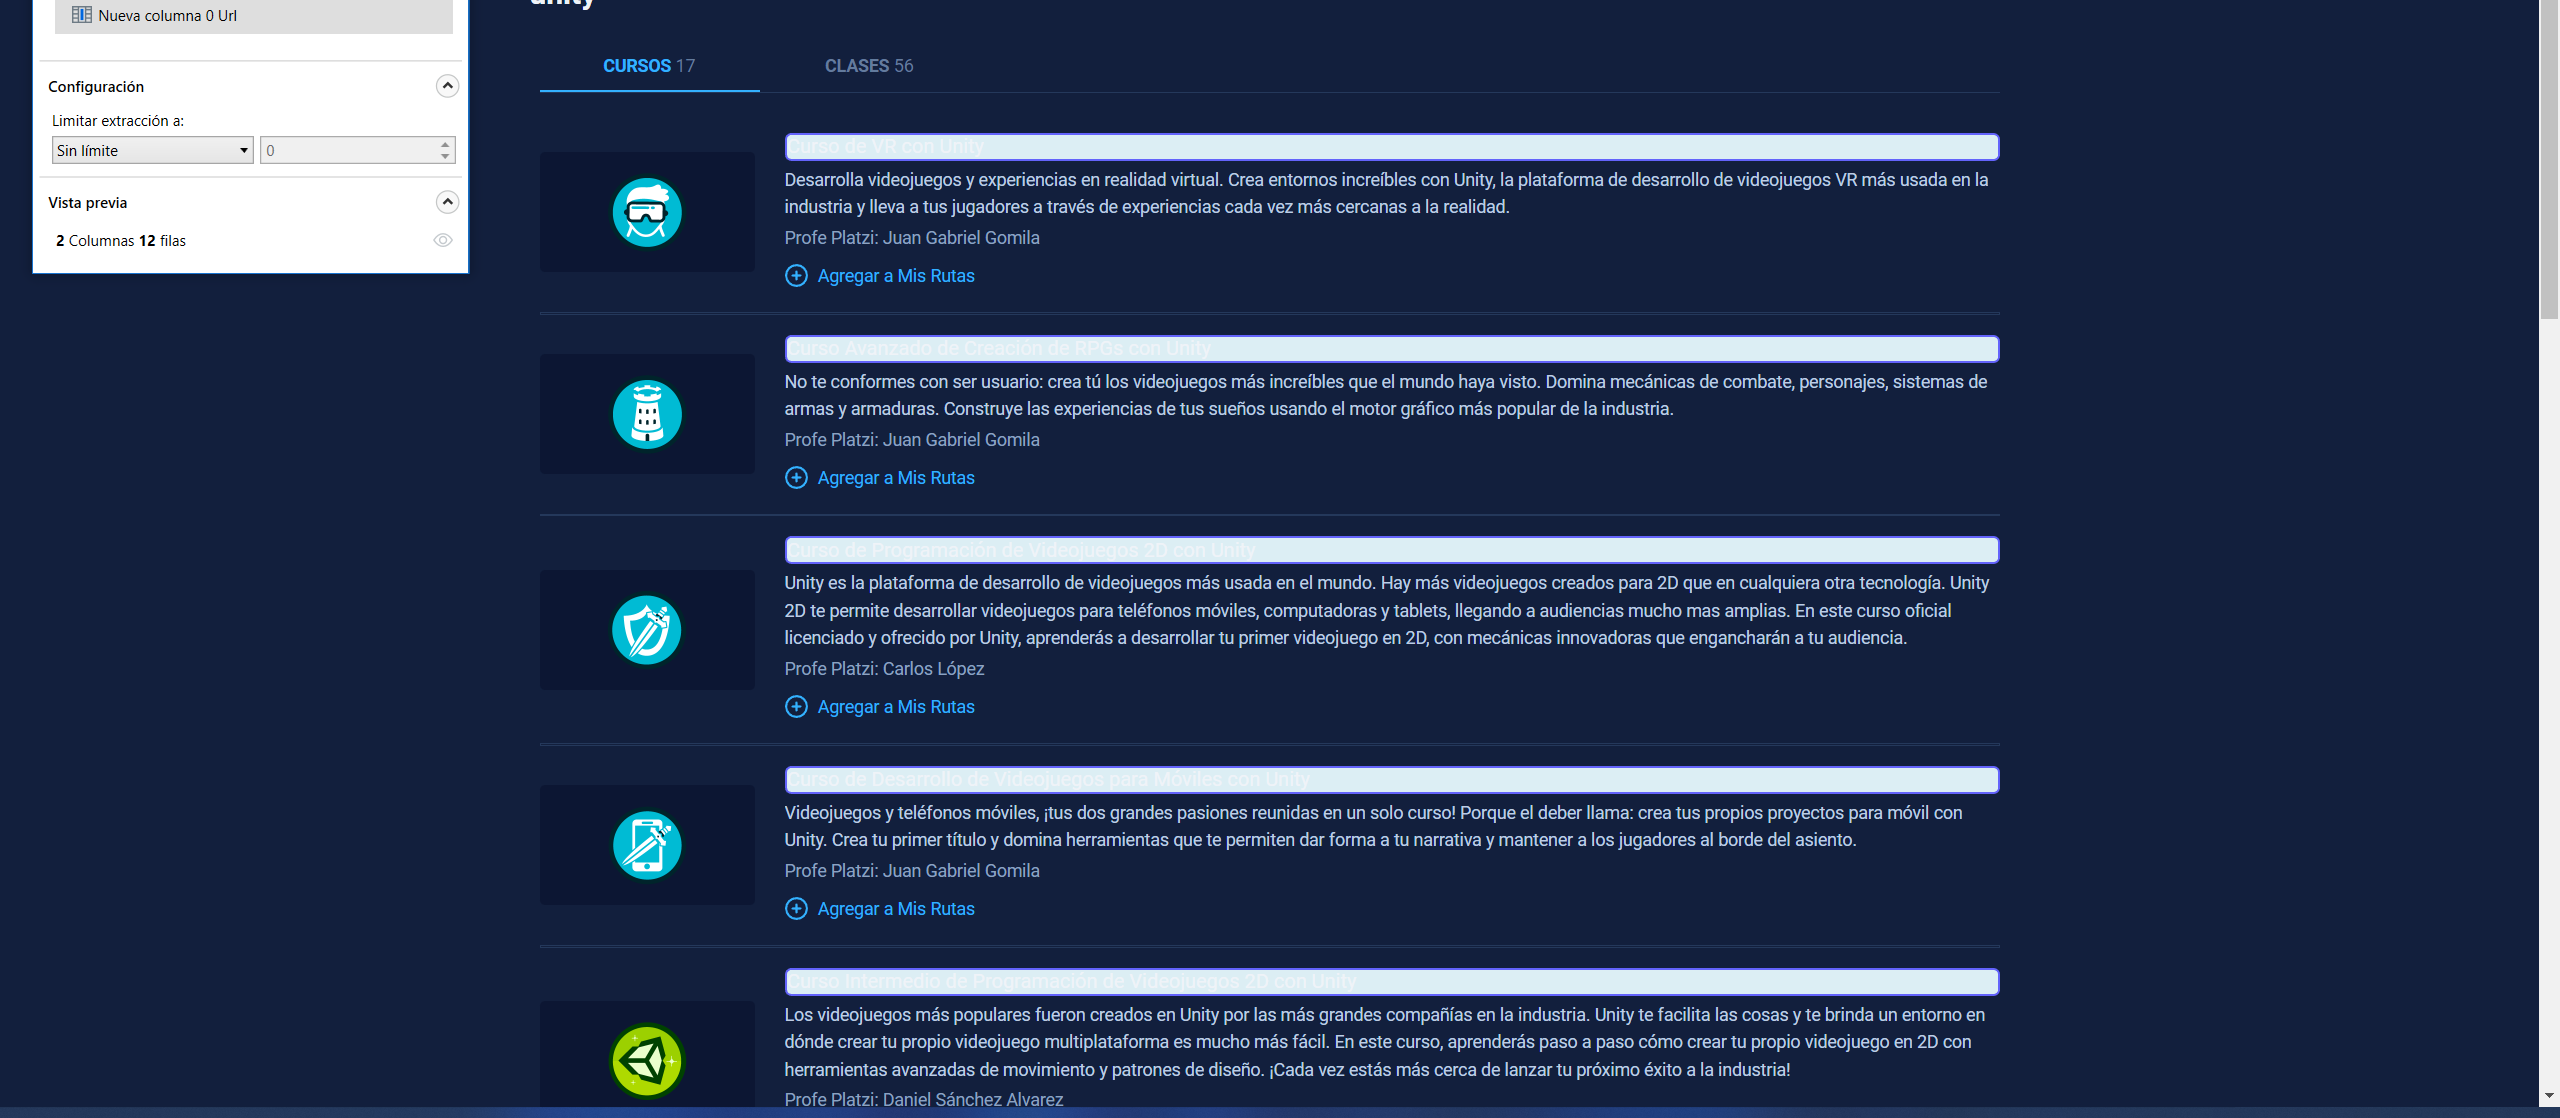 Nueva columna 0 Url
Configuración
Limitar extracción a:
Sin límite
0
Vista previa
2 Columnas 12 filas
unity
CURSOS 17
CLASES 56
Curso de VR con Unity
Desarrolla videojuegos y experiencias en realidad virtual. Crea entornos increíbles con Unity, la plataforma de desarrollo de videojuegos VR más usada en la
industria y lleva a tus jugadores a través de experiencias cada vez más cercanas a la realidad.
Profe Platzi: Juan Gabriel Gomila
Agregar a Mis Rutas
Curso Avanzado de Creación de RPGs con Unity
No te conformes con ser usuario: crea tú los videojuegos más increíbles que el mundo haya visto. Domina mecánicas de combate, personajes, sistemas de
armas y armaduras. Construye las experiencias de tus sueños usando el motor gráfico más popular de la industria.
Profe Platzi: Juan Gabriel Gomila
Agregar a Mis Rutas
Curso de Programación de Videojuegos 2D con Unity
Unity es la plataforma de desarrollo de videojuegos más usada en el mundo. Hay más videojuegos creados para 2D que en cualquiera otra tecnología. Unity
2D te permite desarrollar videojuegos para teléfonos móviles, computadoras y tablets, llegando a audiencias mucho mas amplias. En este curso oficial
licenciado y ofrecido por Unity, aprenderás a desarrollar tu primer videojuego en 2D, con mecánicas innovadoras que engancharán a tu audiencia.
Profe Platzi: Carlos López
Agregar a Mis Rutas
Curso de Desarrollo de Videojuegos para Móviles con Unity
Videojuegos y teléfonos móviles, ¡tus dos grandes pasiones reunidas en un solo curso! Porque el deber llama: crea tus propios proyectos para móvil con
Unity. Crea tu primer título y domina herramientas que te permiten dar forma a tu narrativa y mantener a los jugadores al borde del asiento.
Profe Platzi: Juan Gabriel Gomila
Agregar a Mis Rutas
Curso Intermedio de Programación de Videojuegos 2D con Unity
Los videojuegos más populares fueron creados en Unity por las más grandes compañías en la industria. Unity te facilita las cosas y te brinda un entorno en
dónde crear tu propio videojuego multiplataforma es mucho más fácil. En este curso, aprenderás paso a paso cómo crear tu propio videojuego en 2D con
herramientas avanzadas de movimiento y patrones de diseño. ¡Cada vez estás más cerca de lanzar tu próximo éxito a la industria!
Profe Platzi: Daniel Sánchez Alvarez